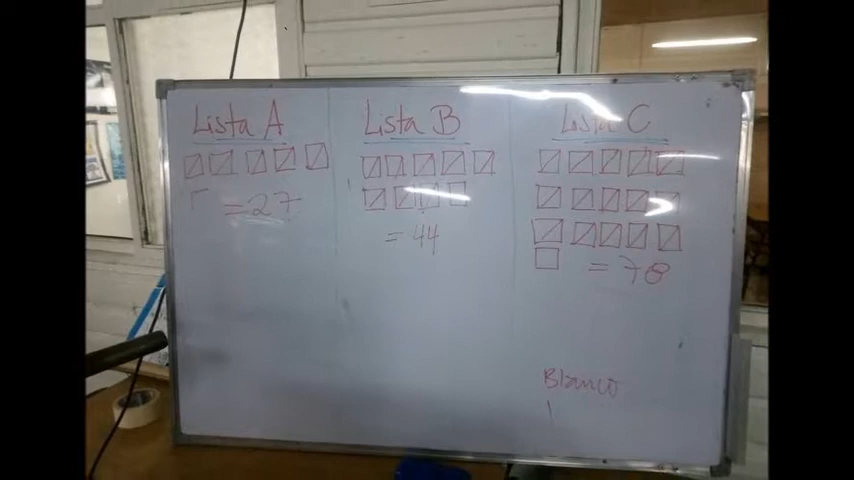 Lista A
= 27
Lista B
= 44
Lista C
= 78
Blanco
|